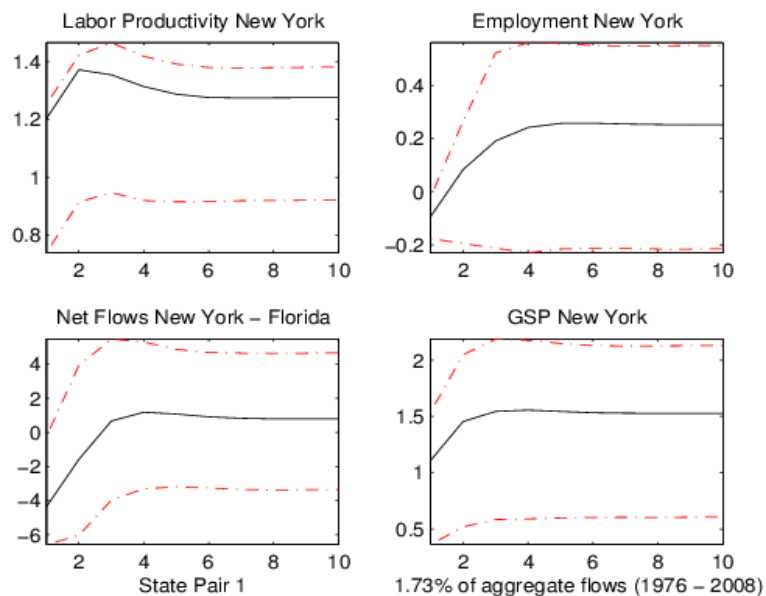 Labor Productivity New York
1.4
1.2
1
0.8
2 4 6 8 10
Employment New York
0.4
0.2
0
−0.2
2 4 6 8 10
Net Flows New York − Florida
4
2
0
−2
−4
−6
2 4 6 8 10
State Pair 1
GSP New York
2
1.5
1
0.5
2 4 6 8 10
1.73% of aggregate flows (1976 − 2008)